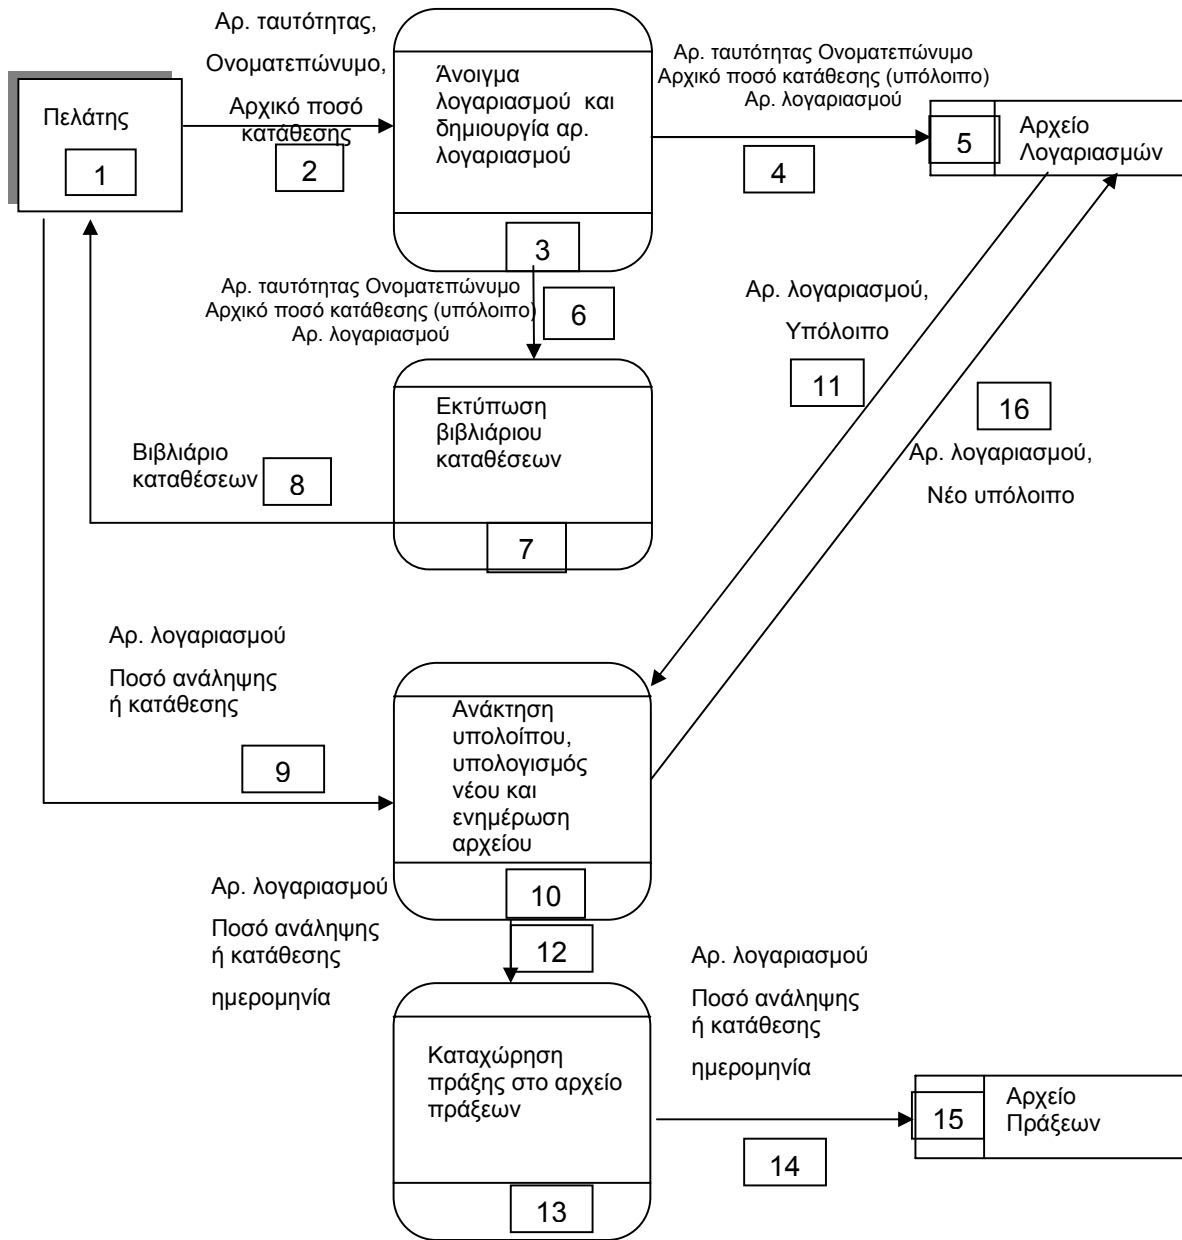 Αρ. ταυτότητας,
Ονοματεπώνυμο,
Αρχικό ποσό
κατάθεσης
2
Πελάτης
1
Άνοιγμα
λογαριασμού και
δημιουργία αρ.
λογαριασμού
3
Αρ. ταυτότητας Ονοματεπώνυμο
Αρχικό ποσό κατάθεσης (υπόλοιπο)
Αρ. λογαριασμού
4
5
Αρχείο
Λογαριασμών
Αρ. ταυτότητας Ονοματεπώνυμο
Αρχικό ποσό κατάθεσης (υπόλοιπο)
Αρ. λογαριασμού
6
Αρ. λογαριασμού,
Υπόλοιπο
11
16
Αρ. λογαριασμού,
Νέο υπόλοιπο
Εκτύπωση
βιβλιάριου
καταθέσεων
7
Βιβλιάριο
καταθέσεων
8
Αρ. λογαριασμού
Ποσό ανάληψης
ή κατάθεσης
9
Ανάκτηση
υπολοίπου,
υπολογισμός
νέου και
ενημέρωση
αρχείου
10
Αρ. λογαριασμού
Ποσό ανάληψης
ή κατάθεσης
ημερομηνία
12
Καταχώρηση
πράξης στο αρχείο
πράξεων
13
Αρ. λογαριασμού
Ποσό ανάληψης
ή κατάθεσης
ημερομηνία
14
15
Αρχείο
Πράξεων